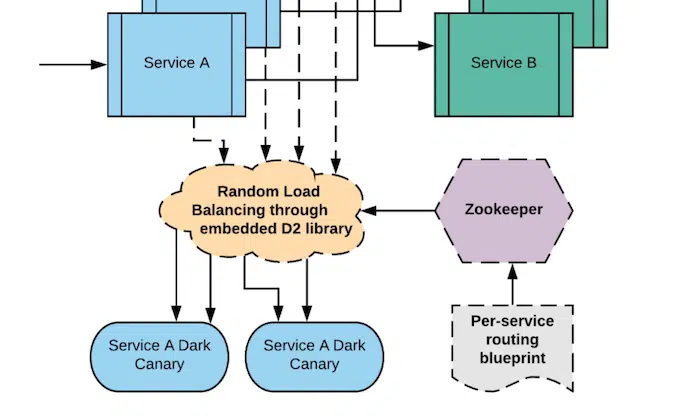 Service A
Service B
Random Load
Balancing through
embedded D2 library
Zookeeper
Per-service
routing
blueprint
Service A Dark
Canary
Service A Dark
Canary